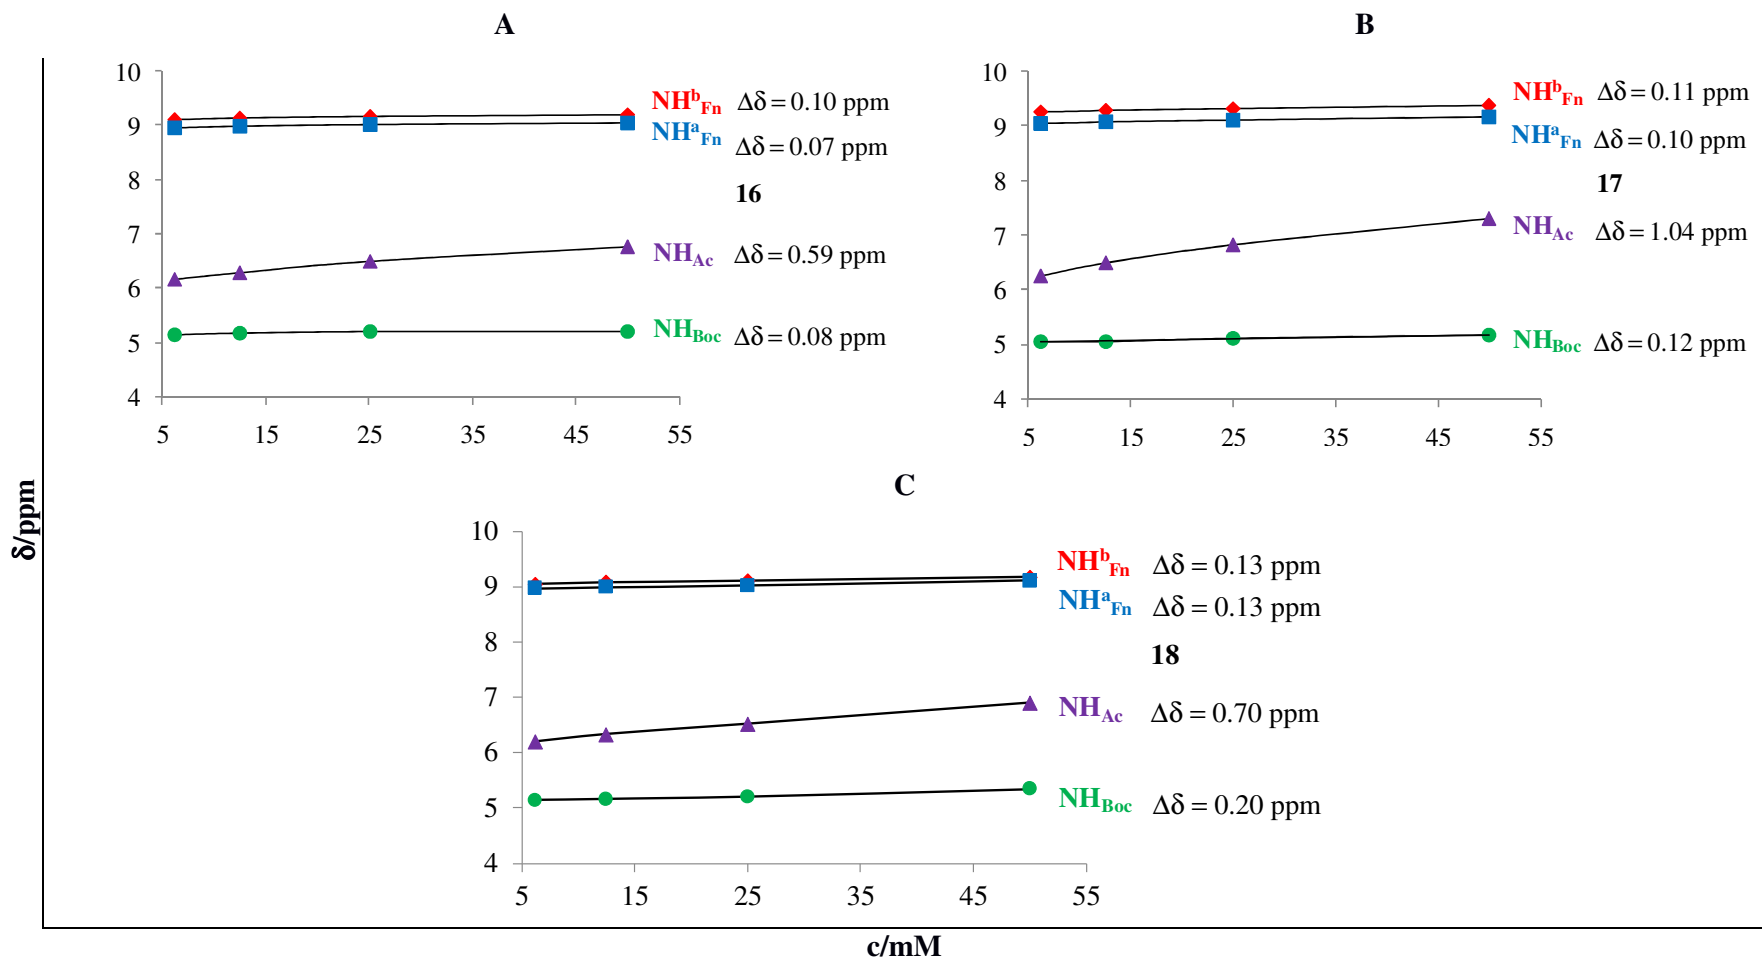 A
10
9
8
7
6
5
4
5 15 25 35 45 55
NHᵇFn Δδ = 0.10 ppm
NHᵃFn Δδ = 0.07 ppm
16
NHAc Δδ = 0.59 ppm
NHBoc Δδ = 0.08 ppm
B
10
9
8
7
6
5
4
5 15 25 35 45 55
NHᵇFn Δδ = 0.11 ppm
NHᵃFn Δδ = 0.10 ppm
17
NHAc Δδ = 1.04 ppm
NHBoc Δδ = 0.12 ppm
C
10
9
8
7
6
5
4
5 15 25 35 45 55
NHᵇFn Δδ = 0.13 ppm
NHᵃFn Δδ = 0.13 ppm
18
NHAc Δδ = 0.70 ppm
NHBoc Δδ = 0.20 ppm
δ/ppm
c/mM